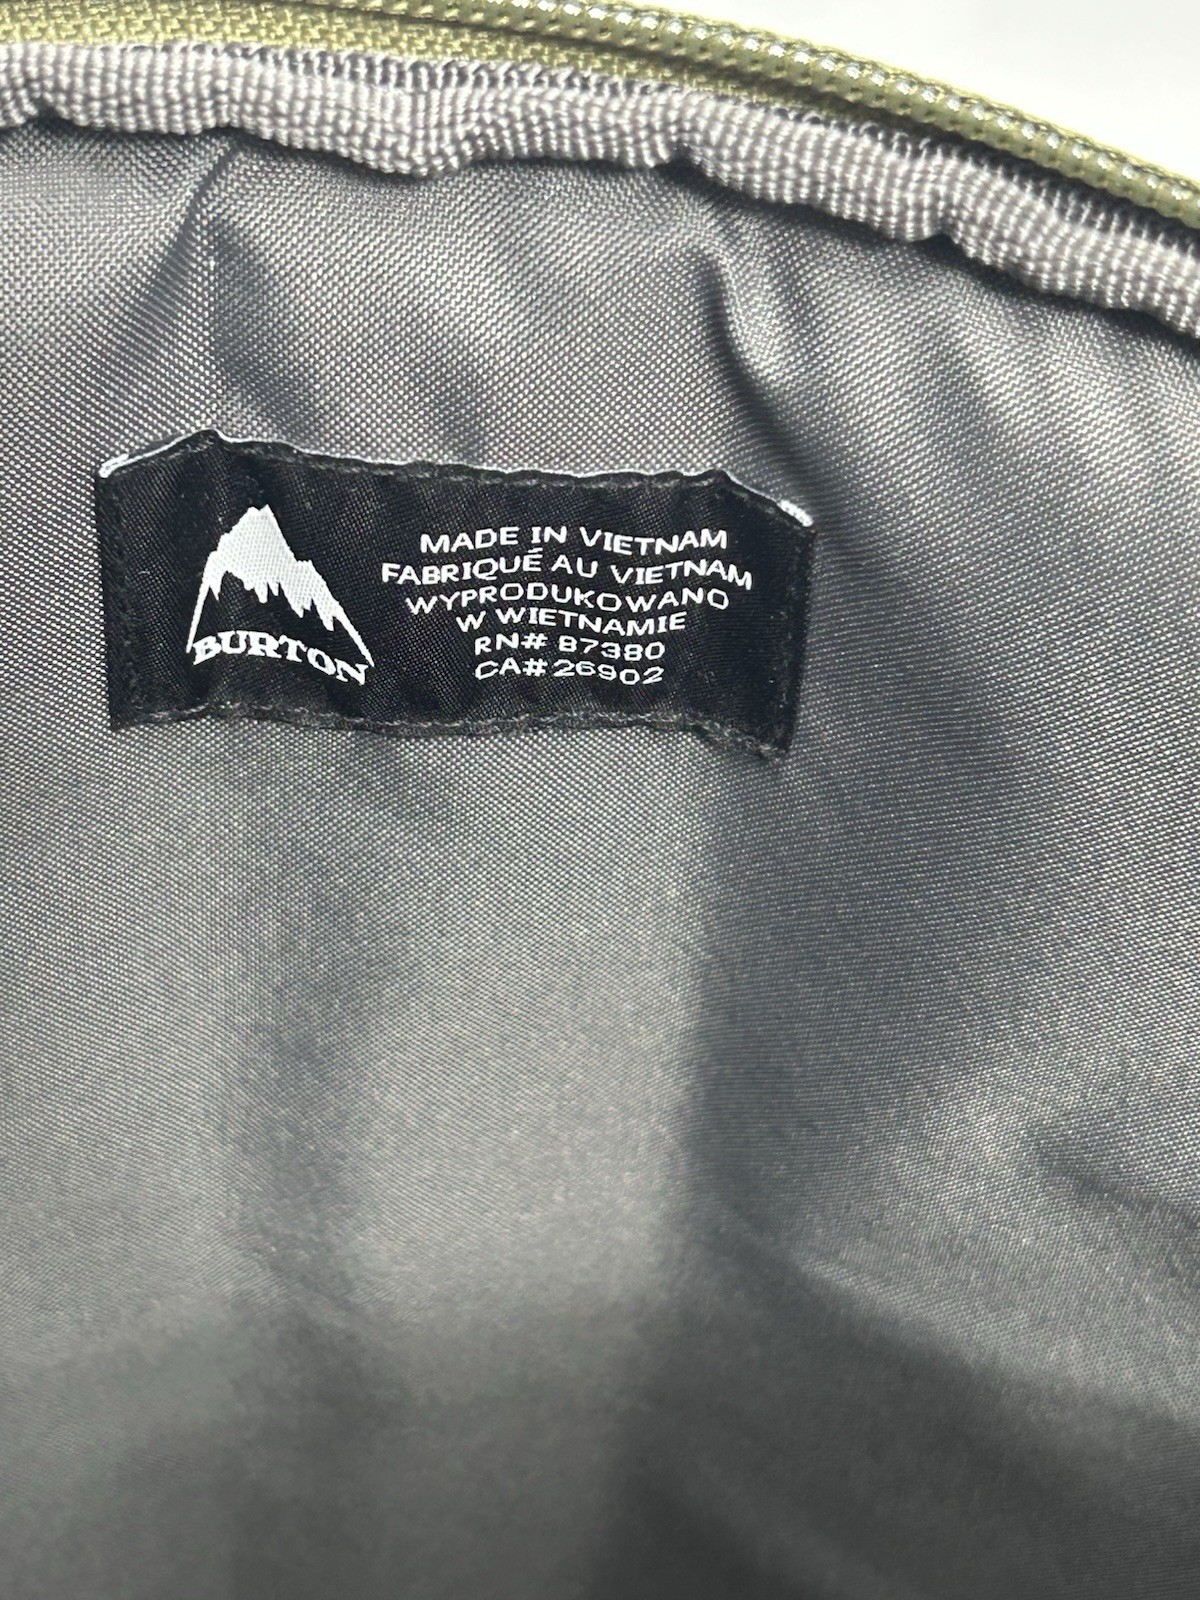 BURTON
MADE IN VIETNAM
FABRIQUÉ AU VIETNAM
WYPRODUKOWANO
W WIETNAMIE
RN# 87380
CA# 26902